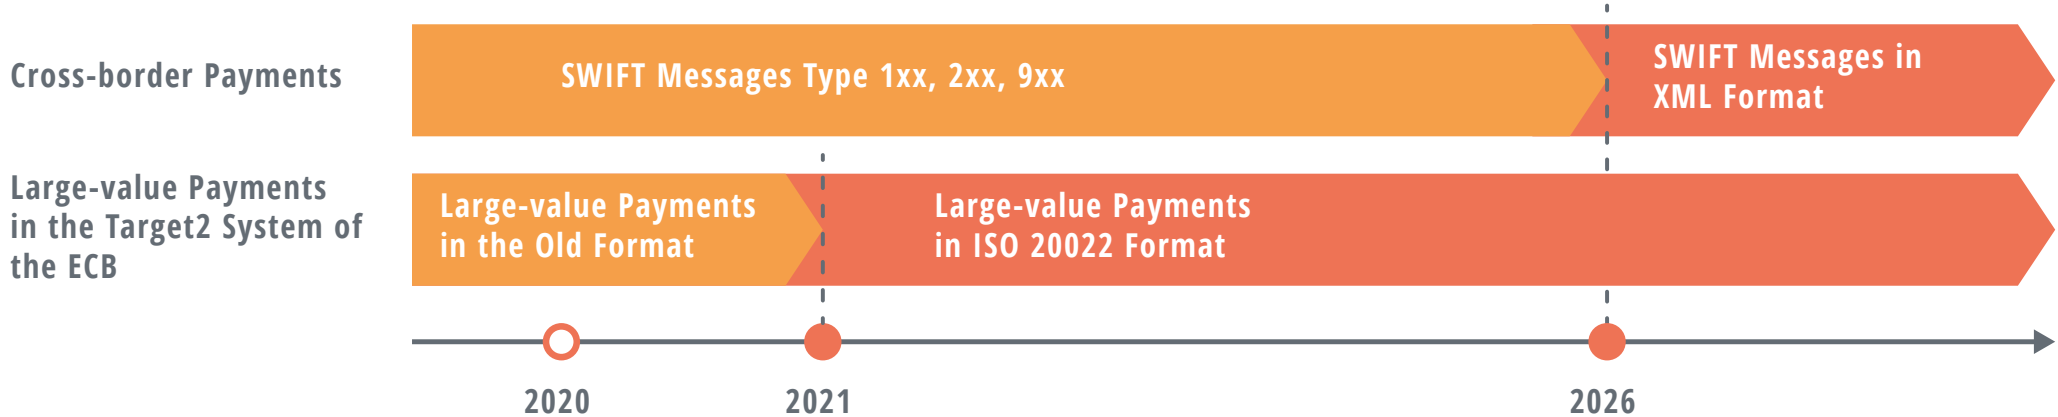 Cross-border Payments
SWIFT Messages Type 1xx, 2xx, 9xx
SWIFT Messages in
XML Format
Large-value Payments
in the Target2 System of
the ECB
Large-value Payments
in the Old Format
Large-value Payments
in ISO 20022 Format
2020
2021
2026